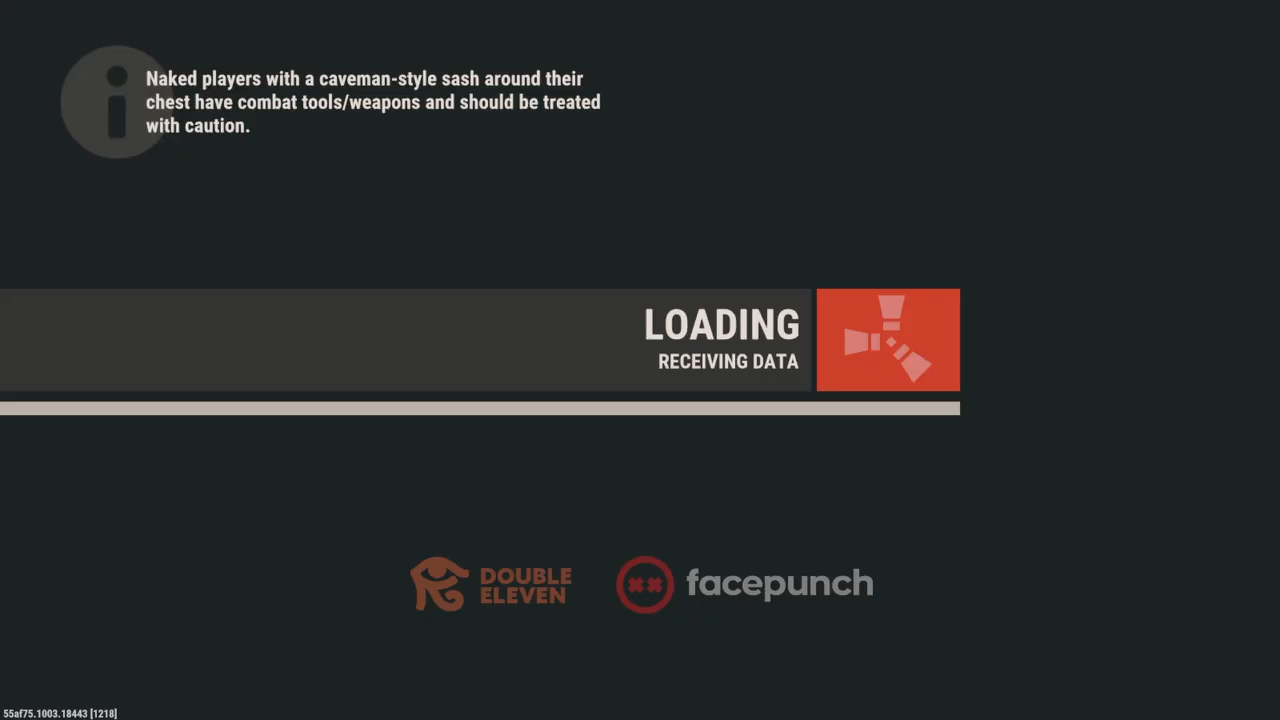 Naked players with a caveman-style sash around their
chest have combat tools/weapons and should be treated
with caution.
LOADING
RECEIVING DATA
DOUBLE
ELEVEN
facepunch
55af75.1003.18443 [1218]